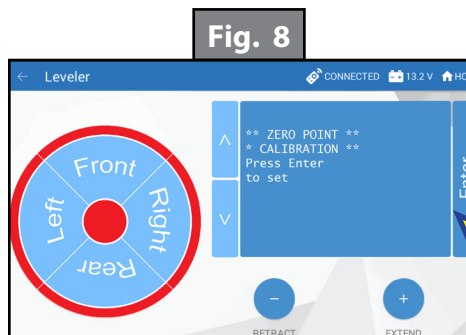 Fig. 8
Leveler
CONNECTED 13.2 V HO
** ZERO POINT **
* CALIBRATION **
Press Enter
to set
Enter
Front
Left
Right
Rear
RETRACT
EXTEND